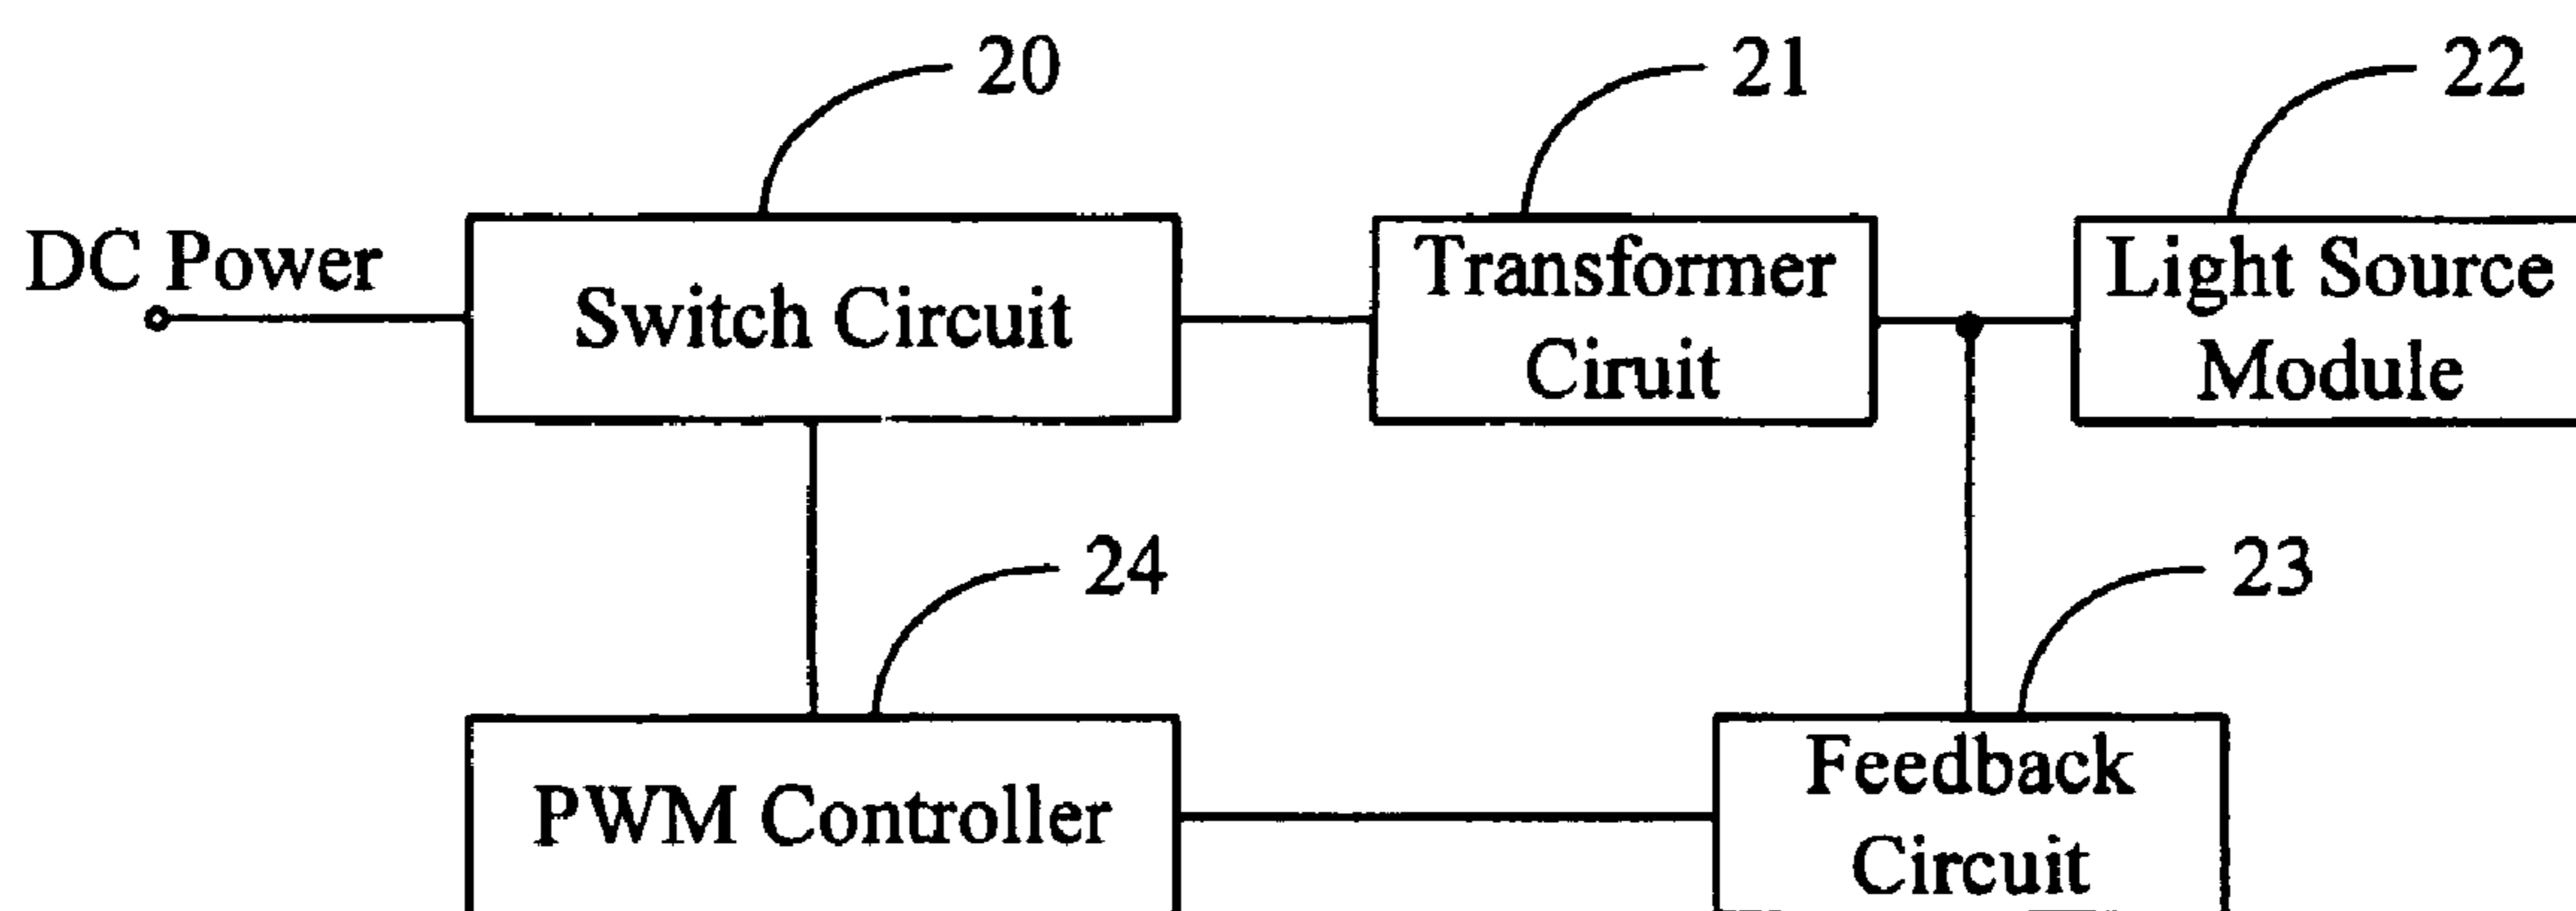 20
21
22
DC Power
Switch Circuit
Transformer
Ciruit
Light Source
Module
24
23
PWM Controller
Feedback
Circuit